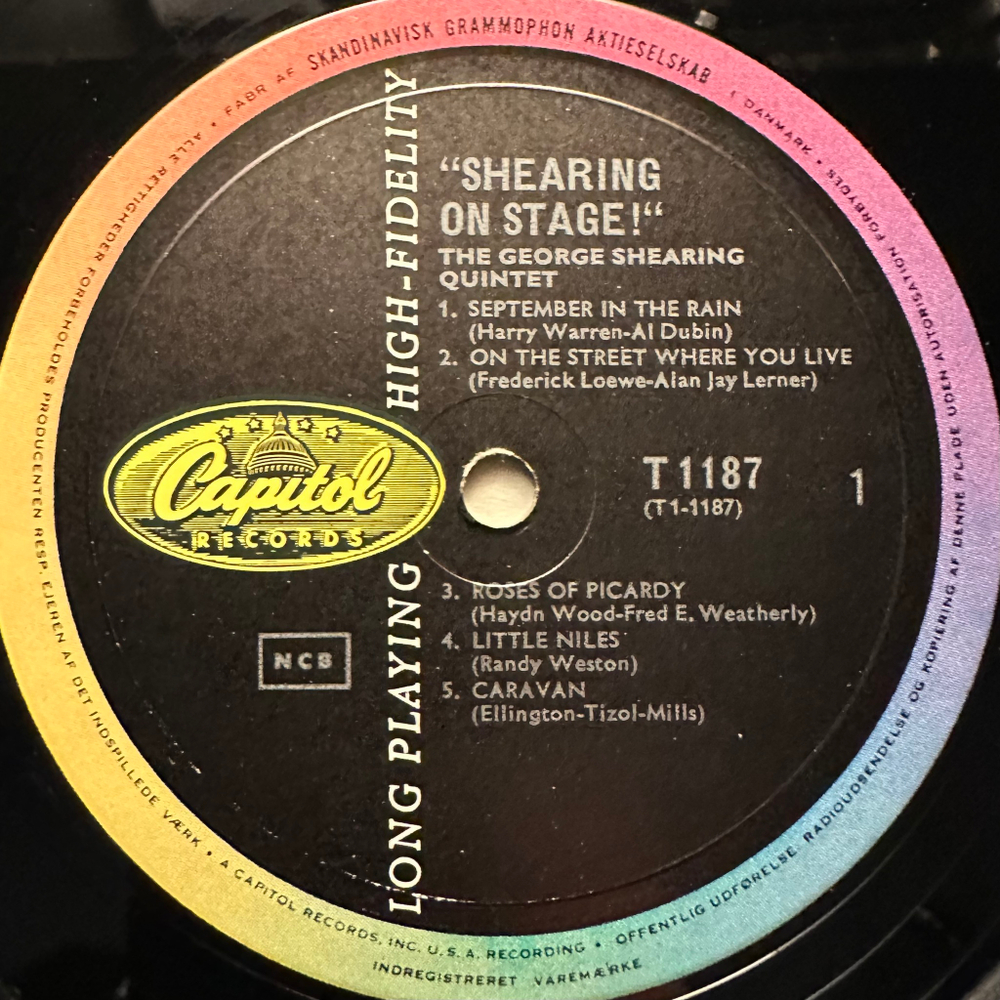 FABR AF SKANDINAVISK GRAMMOPHON AKTIESELSKAB I DANMARK •
"SHEARING
ON STAGE!"
THE GEORGE SHEARING
QUINTET
1. SEPTEMBER IN THE RAIN
(Harry Warren-Al Dubin)
2. ON THE STREET WHERE YOU LIVE
(Frederick Loewe-Alan Jay Lerner)
Capitol
RECORDS
T 1187
(T1-1187)
1
3. ROSES OF PICARDY
(Haydn Wood-Fred E. Weatherly)
4. LITTLE NILES
(Randy Weston)
5. CARAVAN
(Ellington-Tizol-Mills)
NCB
LONG PLAYING HIGH-FIDELITY
OFFENTLIG UDFØRELSE RADIOUDSENDELSE OG KOPIERING AF DENNE PLADE UDEN AUTORISATION FORBYDES •
PRODUCENTEN RESP. EJEREN AF DET INDSPILLEDE VÆRK •
ALLE RETTIGHEDER FORBEHOLDES
A CAPITOL RECORDS, INC. U.S.A. RECORDING •
INDREGISTRERET VAREMÆRKE